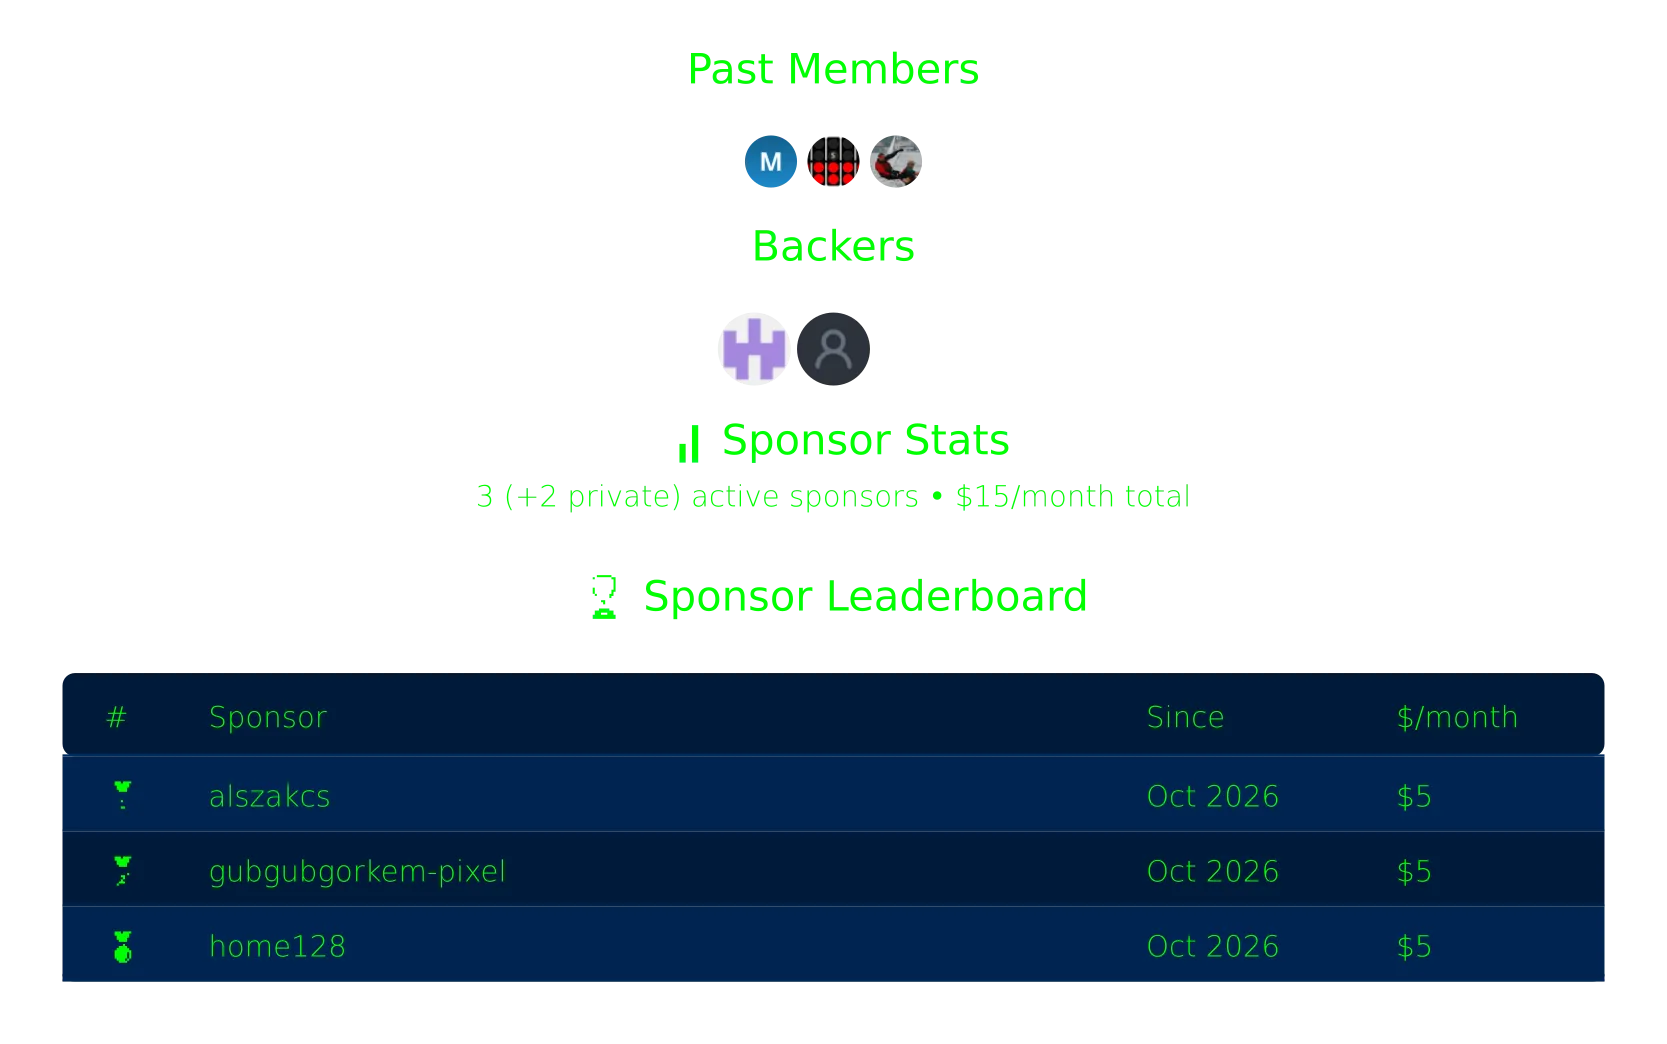 Past Members
M
Backers
Sponsor Stats
3 (+2 private) active sponsors • $15/month total
Sponsor Leaderboard
# Sponsor Since $/month
alszakcs Oct 2026 $5
gubgubgorkem-pixel Oct 2026 $5
home128 Oct 2026 $5